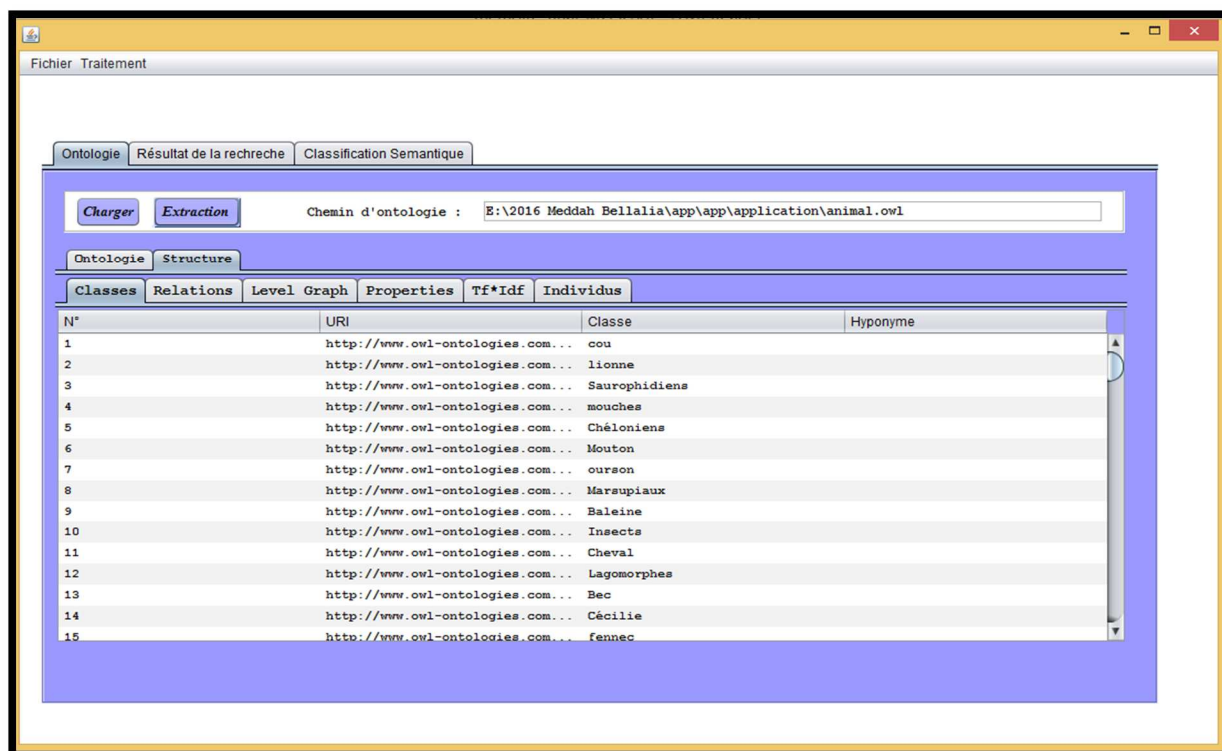 Fichier Traitement
Ontologie Résultat de la rechreche Classification Semantique
Charger Extraction Chemin d'ontologie : E:\2016 Meddah Bellalia\app\app\application\animal.owl
Ontologie Structure
Classes Relations Level Graph Properties Tf*Idf Individus
N° URI Classe Hyponyme
1 http://www.owl-ontologies.com... cou
2 http://www.owl-ontologies.com... lionne
3 http://www.owl-ontologies.com... Saurophidiens
4 http://www.owl-ontologies.com... mouches
5 http://www.owl-ontologies.com... Chéloniens
6 http://www.owl-ontologies.com... Mouton
7 http://www.owl-ontologies.com... ourson
8 http://www.owl-ontologies.com... Marsupiaux
9 http://www.owl-ontologies.com... Baleine
10 http://www.owl-ontologies.com... Insects
11 http://www.owl-ontologies.com... Cheval
12 http://www.owl-ontologies.com... Lagomorphes
13 http://www.owl-ontologies.com... Bec
14 http://www.owl-ontologies.com... Cécilie
15 http://www.owl-ontologies.com... fennec